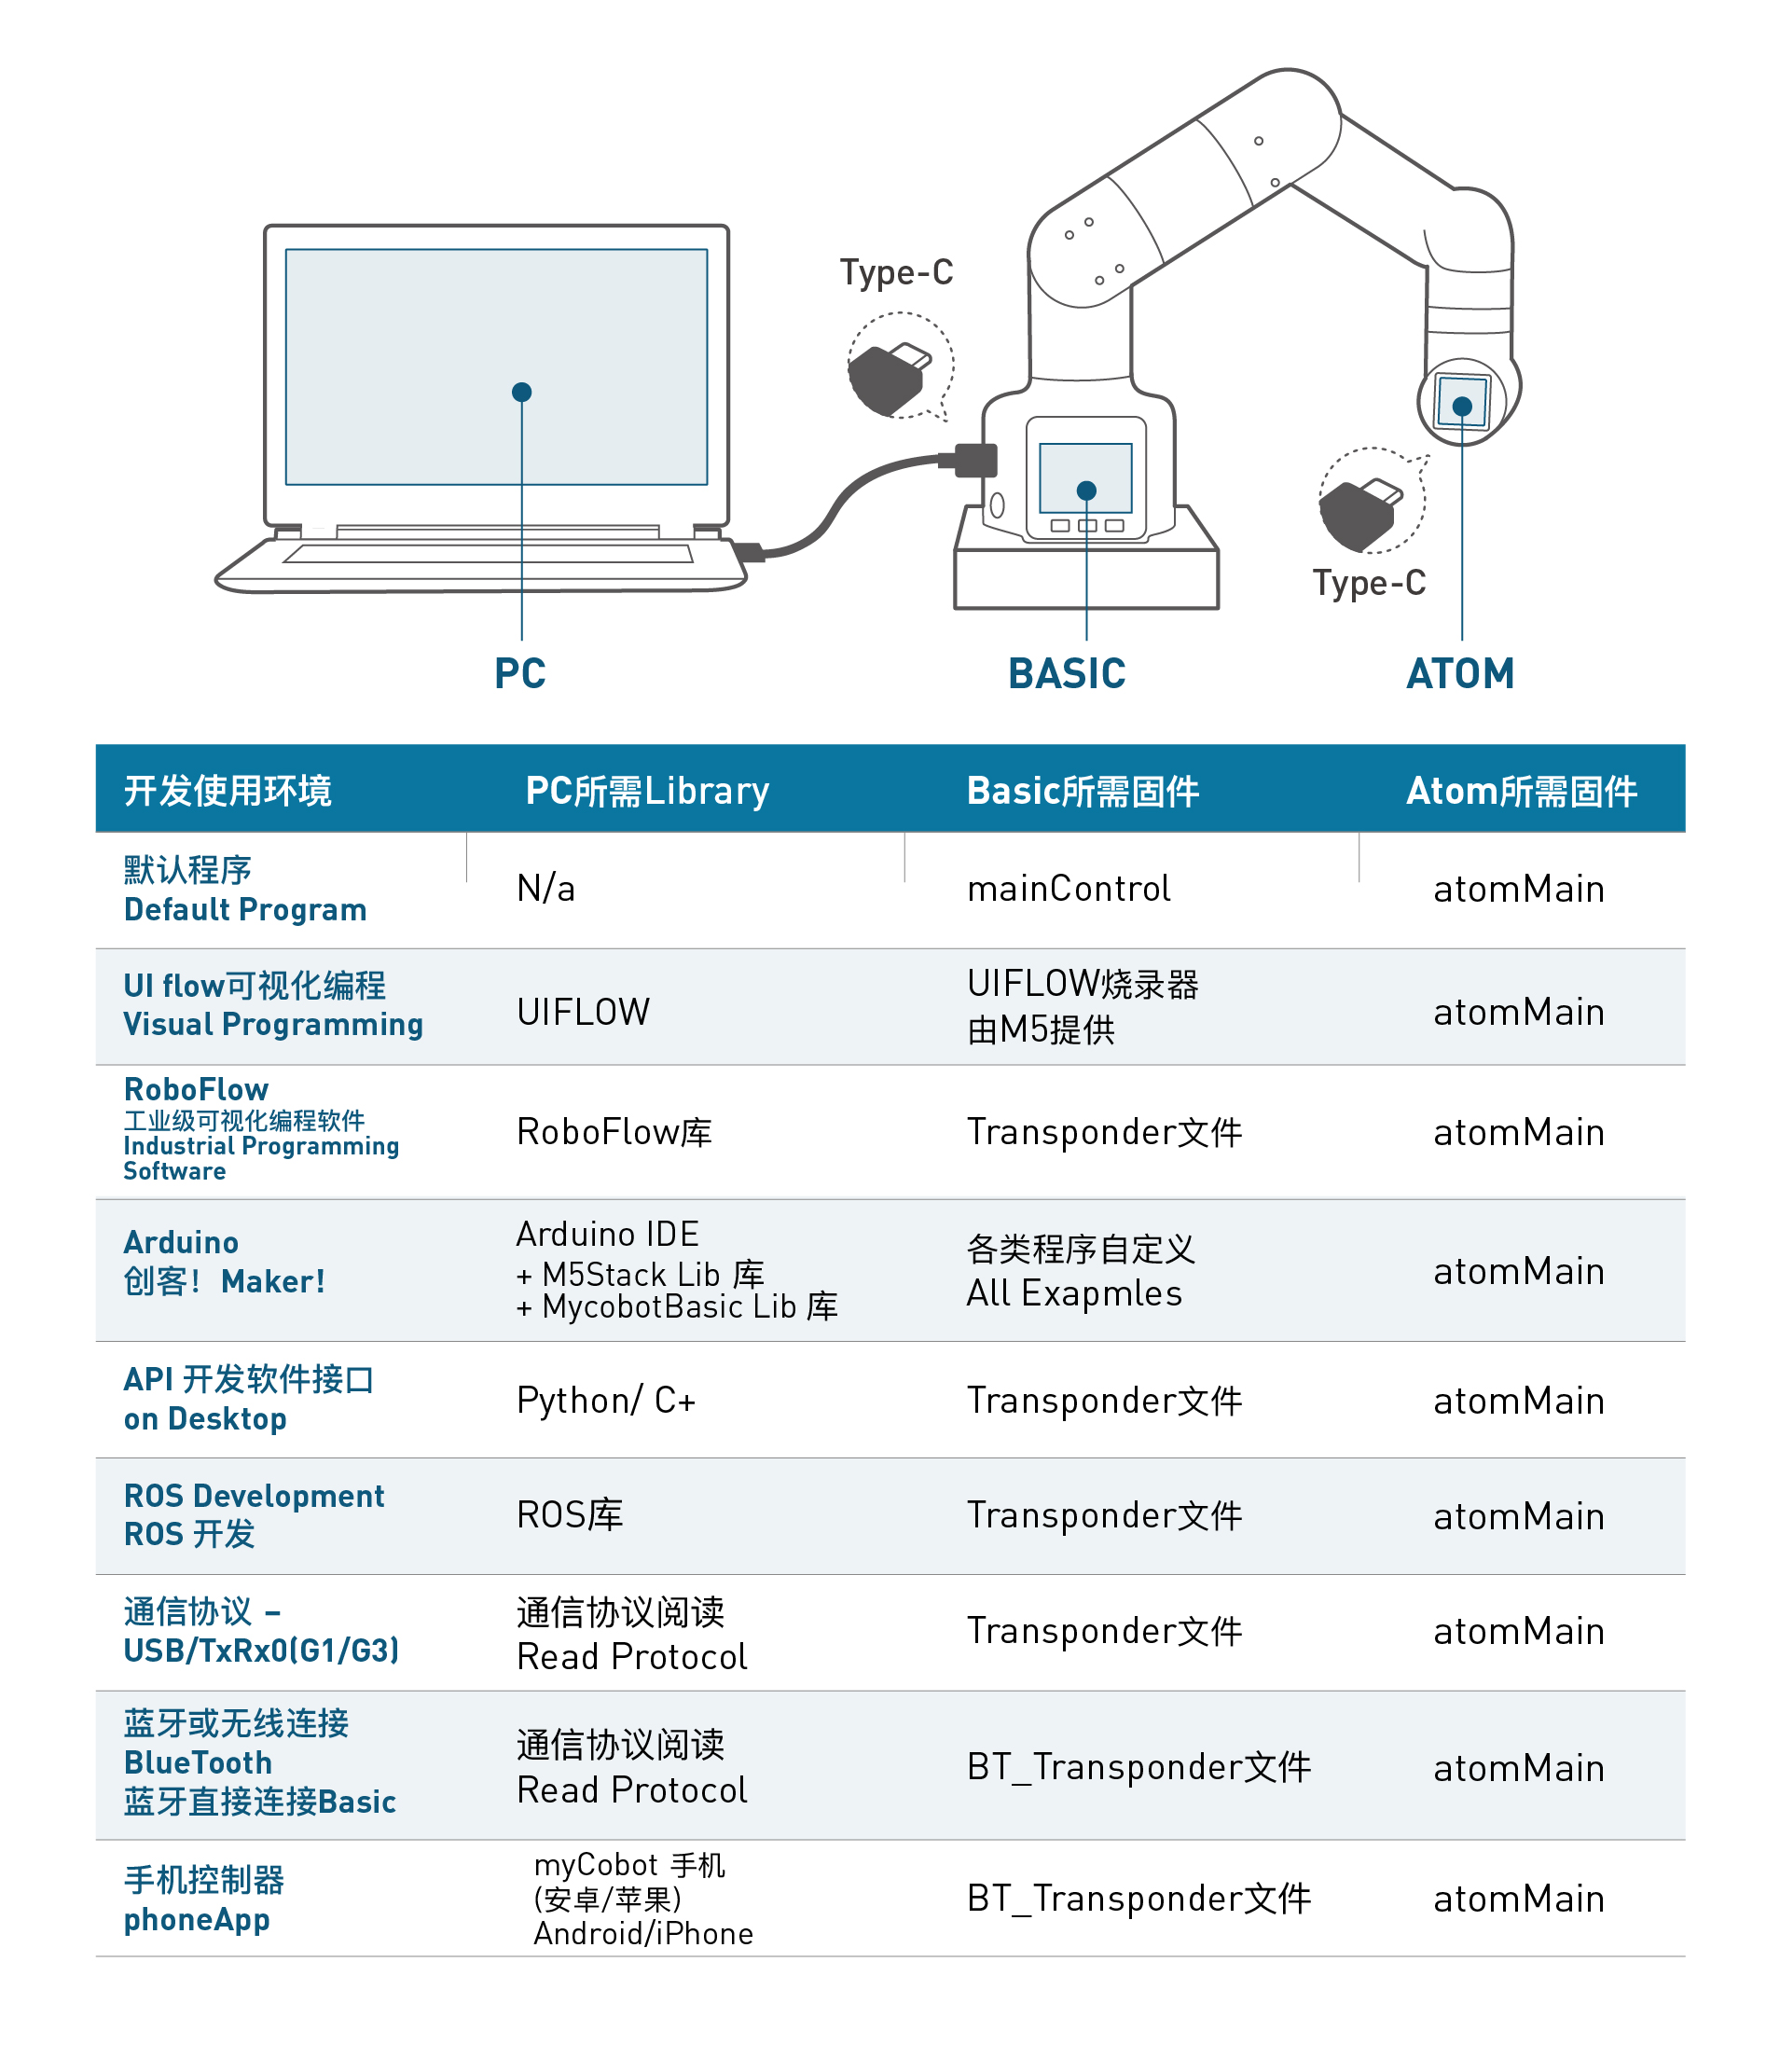 Type-C
Type-C
PC
BASIC
ATOM
开发使用环境
PC所需Library
Basic所需固件
Atom所需固件
默认程序
Default Program
N/a
mainControl
atomMain
UI flow可视化编程
Visual Programming
UIFLOW
UIFLOW烧录器
由M5提供
atomMain
RoboFlow
工业级可视化编程软件
Industrial Programming
Software
RoboFlow库
Transponder文件
atomMain
Arduino
创客！Maker!
Arduino IDE
+ M5Stack Lib 库
+ MycobotBasic Lib 库
各类程序自定义
All Exapmles
atomMain
API 开发软件接口
on Desktop
Python/ C+
Transponder文件
atomMain
ROS Development
ROS 开发
ROS库
Transponder文件
atomMain
通信协议 –
USB/TxRx0(G1/G3)
通信协议阅读
Read Protocol
Transponder文件
atomMain
蓝牙或无线连接
BlueTooth
蓝牙直接连接Basic
通信协议阅读
Read Protocol
BT_Transponder文件
atomMain
手机控制器
phoneApp
myCobot 手机
(安卓/苹果)
Android/iPhone
BT_Transponder文件
atomMain